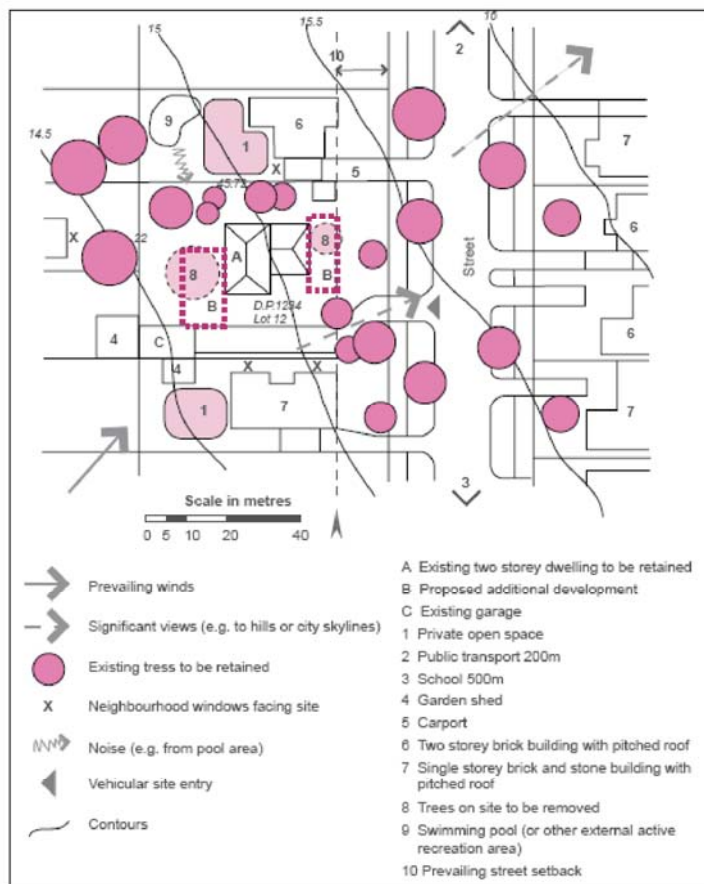 15
15.5
10
2
10
9
1
6
7
14.5
X
5
45.72
X
22
8
A
8
6
B
B
Street
D.P.1234
Lot 12
4
C
6
4
X
X
1
7
7
3
Scale in metres
0 5 10 20 40
Prevailing winds
Significant views (e.g. to hills or city skylines)
Existing tress to be retained
X Neighbourhood windows facing site
Noise (e.g. from pool area)
Vehicular site entry
Contours
A Existing two storey dwelling to be retained
B Proposed additional development
C Existing garage
1 Private open space
2 Public transport 200m
3 School 500m
4 Garden shed
5 Carport
6 Two storey brick building with pitched roof
7 Single storey brick and stone building with
pitched roof
8 Trees on site to be removed
9 Swimming pool (or other external active
recreation area)
10 Prevailing street setback